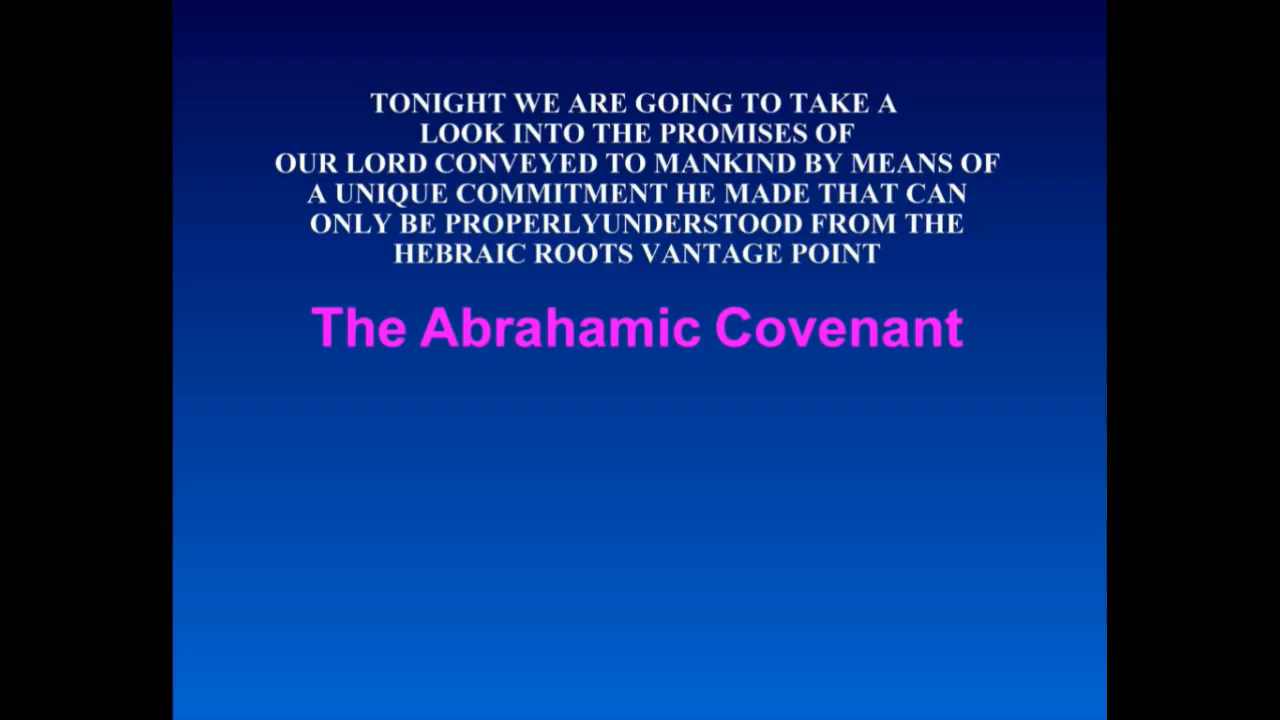 TONIGHT WE ARE GOING TO TAKE A
LOOK INTO THE PROMISES OF
OUR LORD CONVEYED TO MANKIND BY MEANS OF
A UNIQUE COMMITMENT HE MADE THAT CAN
ONLY BE PROPERLYUNDERSTOOD FROM THE
HEBRAIC ROOTS VANTAGE POINT
The Abrahamic Covenant